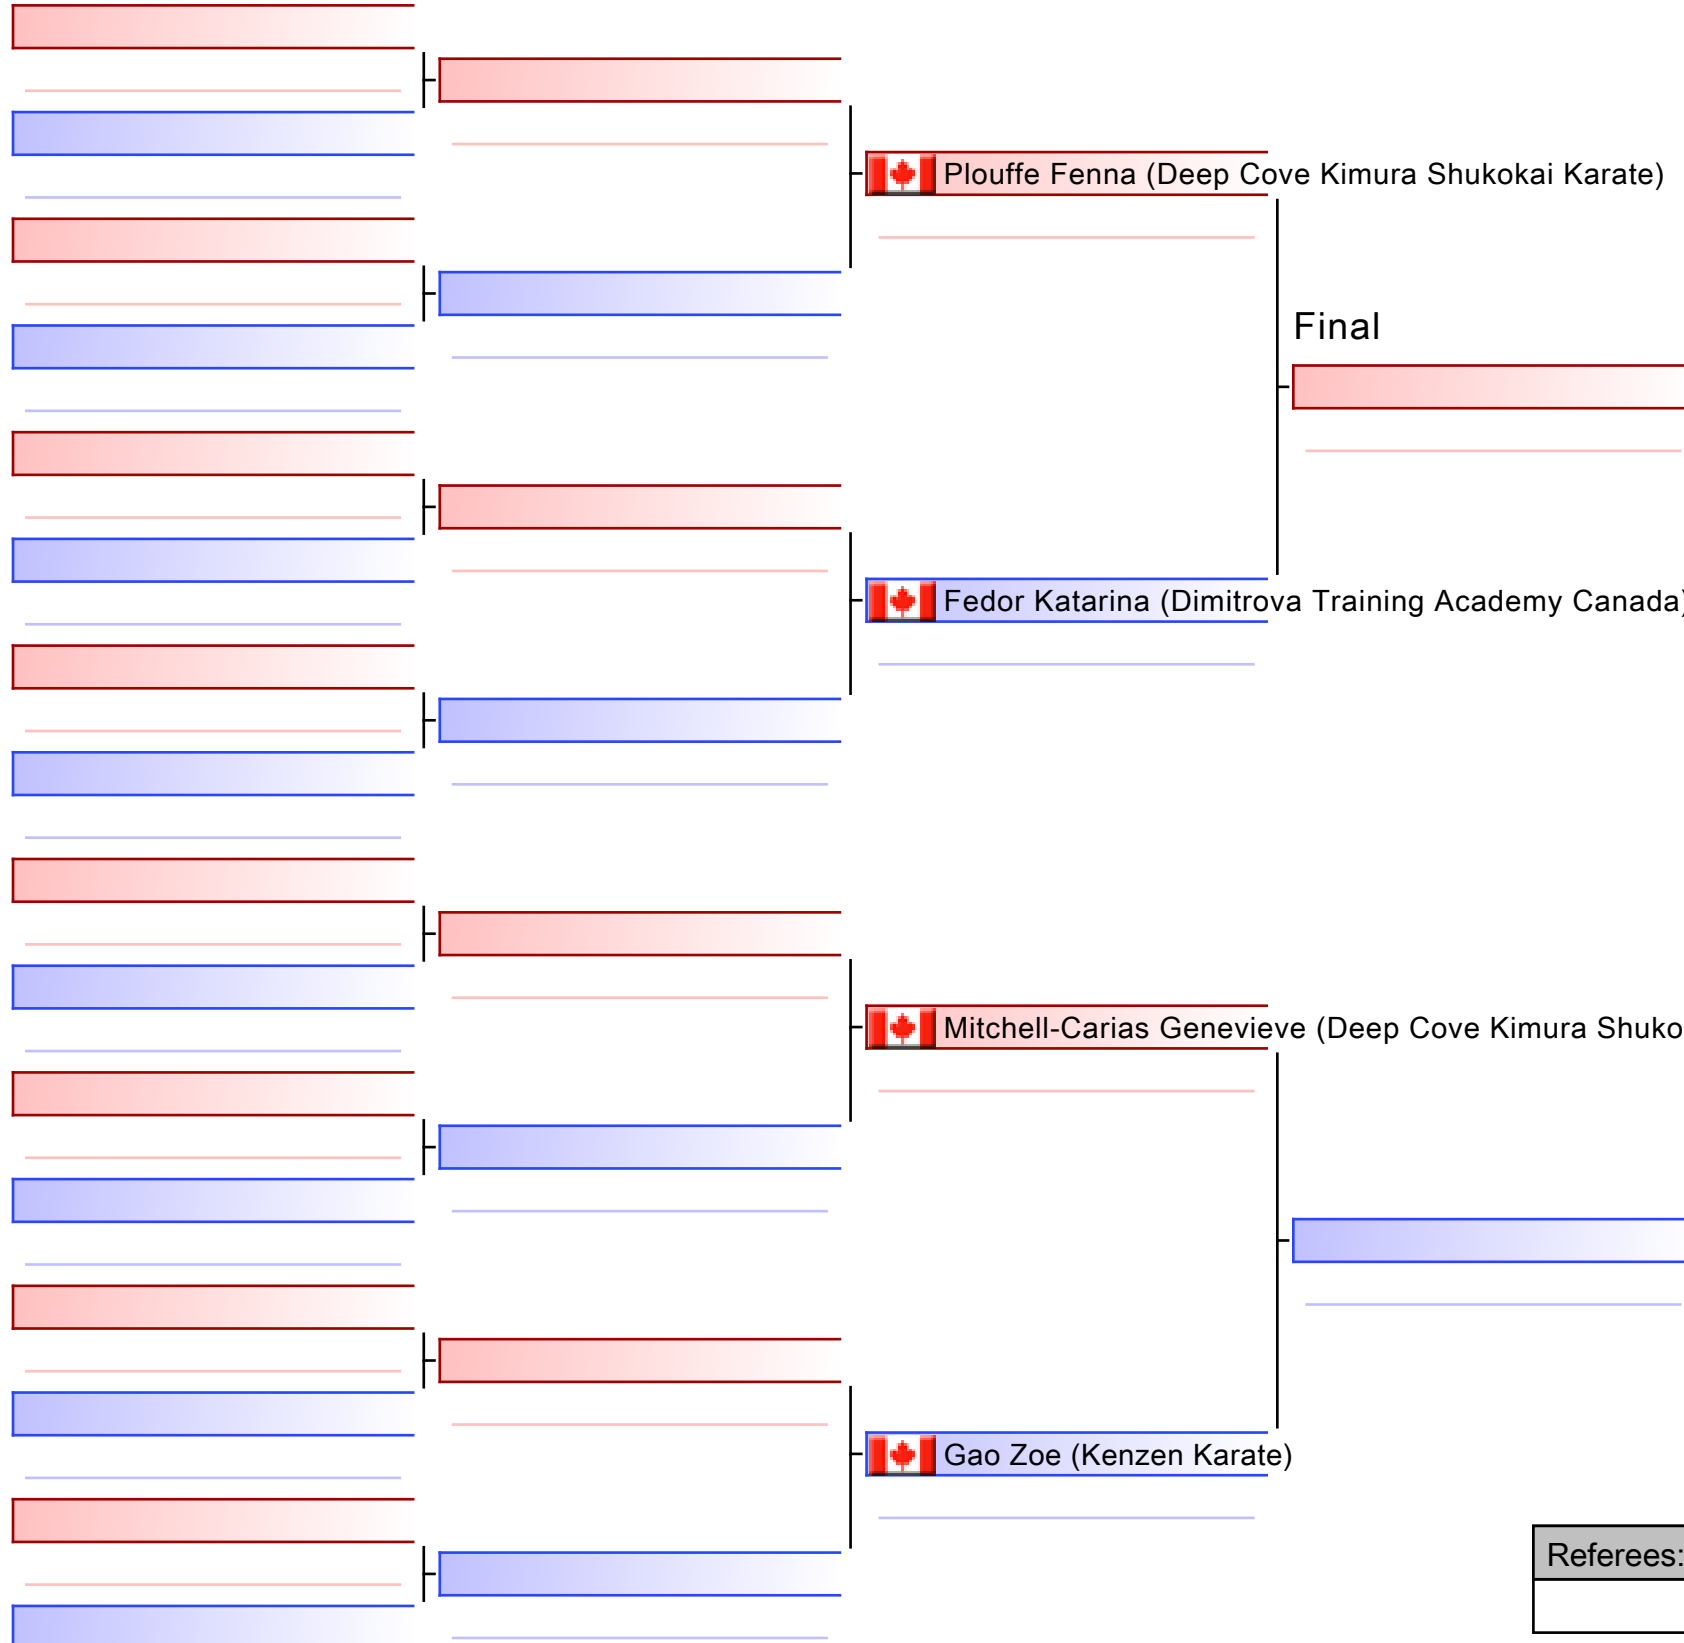 Plouffe Fenna (Deep Cove Kimura Shukokai Karate)
Final
Fedor Katarina (Dimitrova Training Academy Canada)
Mitchell-Carias Genevieve (Deep Cove Kimura Shuko
Gao Zoe (Kenzen Karate)
Referees: